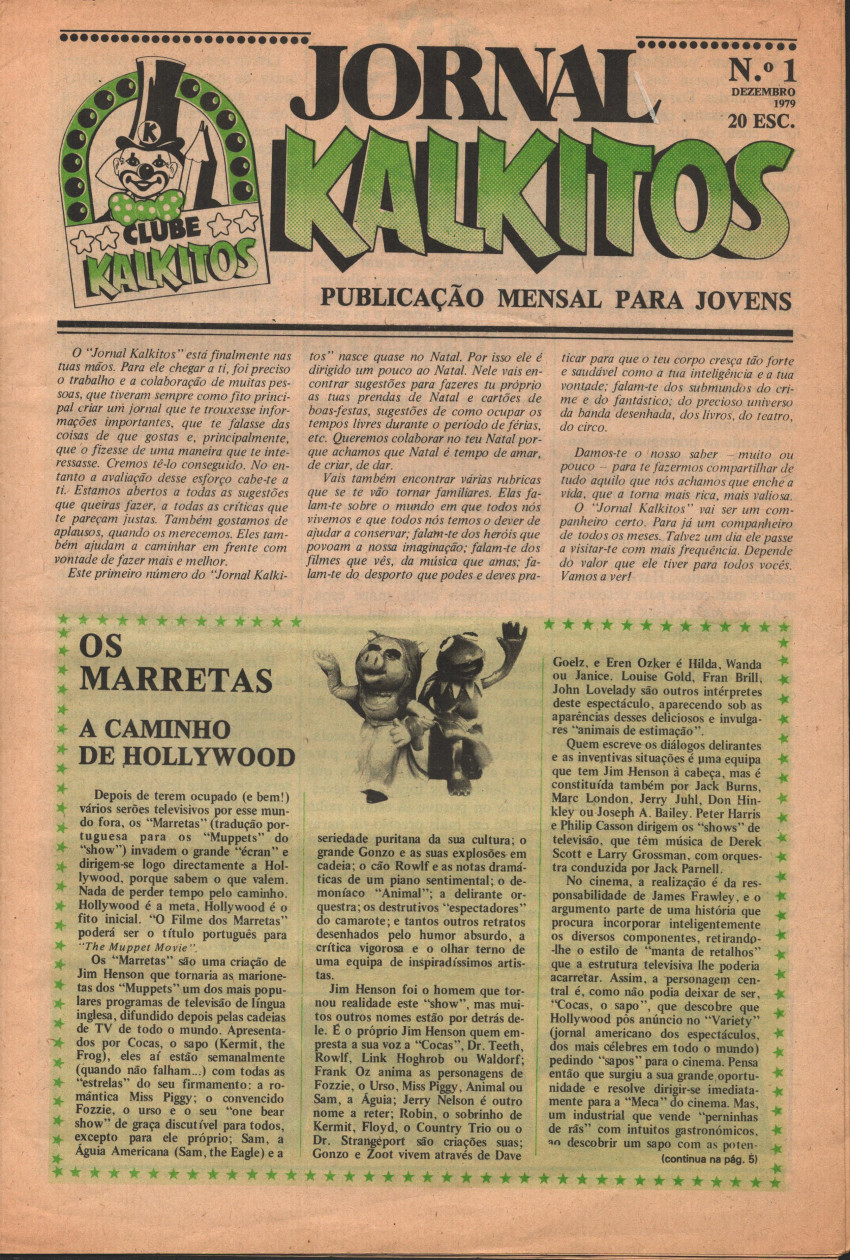 JORNAL
KALKITOS
N.º 1
DEZEMBRO
1979
20 ESC.
K
CLUBE
KALKITOS
PUBLICAÇÃO MENSAL PARA JOVENS
O "Jornal Kalkitos" está finalmente nas
tuas mãos. Para ele chegar a ti, foi preciso
o trabalho e a colaboração de muitas pes-
soas, que tiveram sempre como fito princi-
pal criar um jornal que te trouxesse infor-
mações importantes, que te falasse das
coisas de que gostas e, principalmente,
que o fizesse de uma maneira que te inte-
ressasse. Cremos tê-lo conseguido. No en-
tanto a avaliação desse esforço cabe-te a
ti. Estamos abertos a todas as sugestões
que queiras fazer, a todas as críticas que
te pareçam justas. Também gostamos de
aplausos, quando os merecemos. Eles tam-
bém ajudam a caminhar em frente com
vontade de fazer mais e melhor.
Este primeiro número do "Jornal Kalki-
tos" nasce quase no Natal. Por isso ele é
dirigido um pouco ao Natal. Nele vais en-
contrar sugestões para fazeres tu próprio
as tuas prendas de Natal e cartões de
boas-festas, sugestões de como ocupar os
tempos livres durante o período de férias,
etc. Queremos colaborar no teu Natal por-
que achamos que Natal é tempo de amar,
de criar, de dar.
Vais também encontrar várias rubricas
que se te vão tornar familiares. Elas fa-
lam-te sobre o mundo em que todos nós
vivemos e que todos nós temos o dever de
ajudar a conservar; falam-te dos heróis que
povoam a nossa imaginação; falam-te dos
filmes que vês, da música que amas; fa-
lam-te do desporto que podes e deves pra-
ticar para que o teu corpo cresça tão forte
e saudável como a tua inteligência e a tua
vontade; falam-te dos submundos do cri-
me e do fantástico; do precioso universo
da banda desenhada, dos livros, do teatro,
do circo.
Damos-te o nosso saber – muito ou
pouco – para te fazermos compartilhar de
tudo aquilo que nós achamos que enche a
vida, que a torna mais rica, mais valiosa.
O "Jornal Kalkitos" vai ser um com-
panheiro certo. Para já um companheiro
de todos os meses. Talvez um dia ele passe
a visitar-te com mais frequência. Depende
do valor que ele tiver para todos vocês.
Vamos a ver!
OS
MARRETAS
A CAMINHO
DE HOLLYWOOD
Depois de terem ocupado (e bem!)
vários serões televisivos por esse mun-
do fora, os "Marretas" (tradução por-
tuguesa para os "Muppets" do
"show") invadem o grande "écran" e
dirigem-se logo directamente a Hol-
lywood, porque sabem o que valem.
Nada de perder tempo pelo caminho.
Hollywood é a meta, Hollywood é o
fito inicial. "O Filme dos Marretas"
poderá ser o título português para
"The Muppet Movie".
Os "Marretas" são uma criação de
Jim Henson que tornaria as marione-
tas dos "Muppets" um dos mais popu-
lares programas de televisão de língua
inglesa, difundido depois pelas cadeias
de TV de todo o mundo. Apresenta-
dos por Cocas, o sapo (Kermit, the
Frog), eles aí estão semanalmente
(quando não falham...) com todas as
"estrelas" do seu firmamento: a ro-
mântica Miss Piggy; o convencido
Fozzie, o urso e o seu "one bear
show" de graça discutível para todos,
excepto para ele próprio; Sam, a
Águia Americana (Sam, the Eagle) e a
seriedade puritana da sua cultura; o
grande Gonzo e as suas explosões em
cadeia; o cão Rowlf e as notas dramá-
ticas de um piano sentimental; o de-
moníaco "Animal"; a delirante or-
questra; os destrutivos "espectadores"
do camarote; e tantos outros retratos
desenhados pelo humor absurdo, a
crítica vigorosa e o olhar terno de
uma equipa de inspiradíssimos artis-
tas.
Jim Henson foi o homem que tor-
nou realidade este "show", mas mui-
tos outros nomes estão por detrás de-
le. É o próprio Jim Henson quem em-
presta a sua voz a "Cocas", Dr. Teeth,
Rowlf, Link Hoghrob ou Waldorf;
Frank Oz anima as personagens de
Fozzie, o Urso, Miss Piggy, Animal ou
Sam, a Águia; Jerry Nelson é outro
nome a reter; Robin, o sobrinho de
Kermit, Floyd, o Country Trio ou o
Dr. Strangeport são criações suas;
Gonzo e Zoot vivem através de Dave
Goelz, e Eren Ozker é Hilda, Wanda
ou Janice. Louise Gold, Fran Brill,
John Lovelady são outros intérpretes
deste espectáculo, aparecendo sob as
aparências desses deliciosos e invulga-
res "animais de estimação".
Quem escreve os diálogos delirantes
e as inventivas situações é uma equipa
que tem Jim Henson à cabeça, mas é
constituída também por Jack Burns,
Marc London, Jerry Juhl, Don Hin-
kley ou Joseph A. Bailey. Peter Harris
e Philip Casson dirigem os "shows" de
televisão, que têm música de Derek
Scott e Larry Grossman, com orques-
tra conduzida por Jack Parnell.
No cinema, a realização é da res-
ponsabilidade de James Frawley, e o
argumento parte de uma história que
procura incorporar inteligentemente
os diversos componentes, retirando-
-lhe o estilo de "manta de retalhos"
que a estrutura televisiva lhe poderia
acarretar. Assim, a personagem cen-
tral é, como não podia deixar de ser,
"Cocas, o sapo", que descobre que
Hollywood pôs anúncio no "Variety"
(jornal americano dos espectáculos,
dos mais célebres em todo o mundo)
pedindo "sapos" para o cinema. Pensa
então que surgiu a sua grande oportu-
nidade e resolve dirigir-se imediata-
mente para a "Meca" do cinema. Mas,
um industrial que vende "perninhas
de rãs" com intuitos gastronómicos,
ao descobrir um sapo com as poten-
(continua na pág. 5)